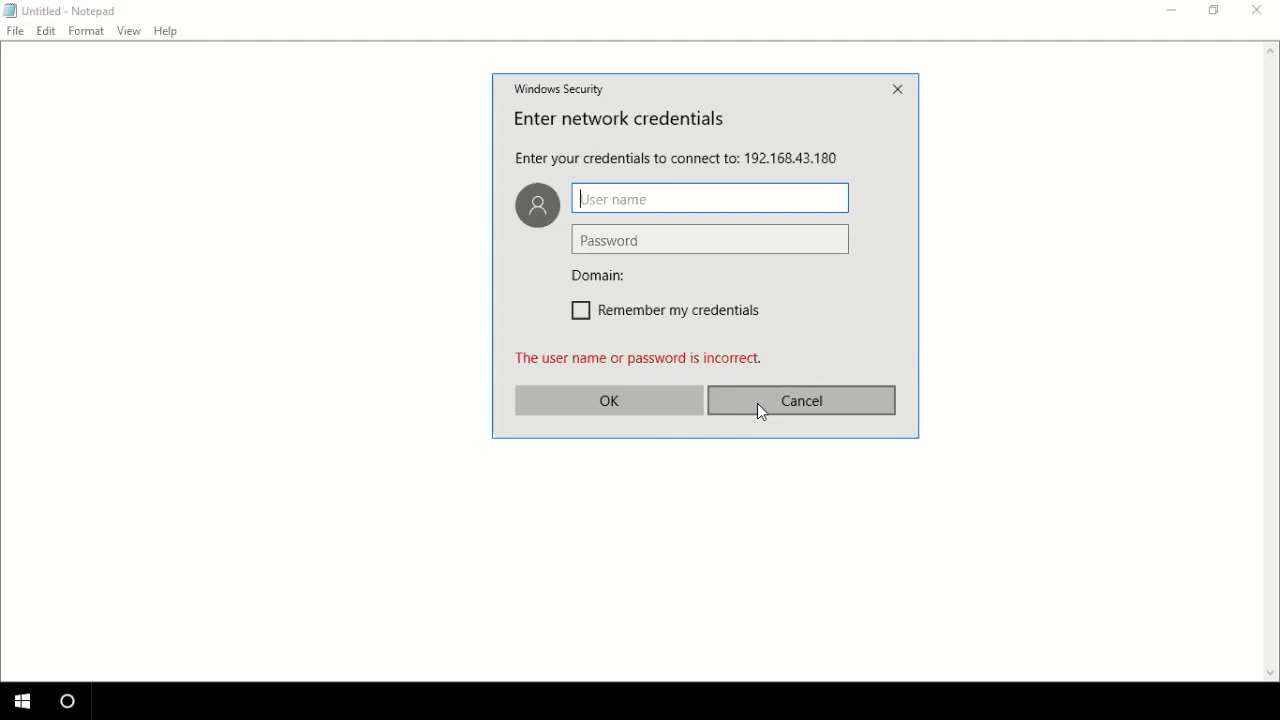 Untitled - Notepad
File Edit Format View Help
Windows Security
Enter network credentials
Enter your credentials to connect to: 192.168.43.180
User name
Password
Domain:
Remember my credentials
The user name or password is incorrect.
OK Cancel